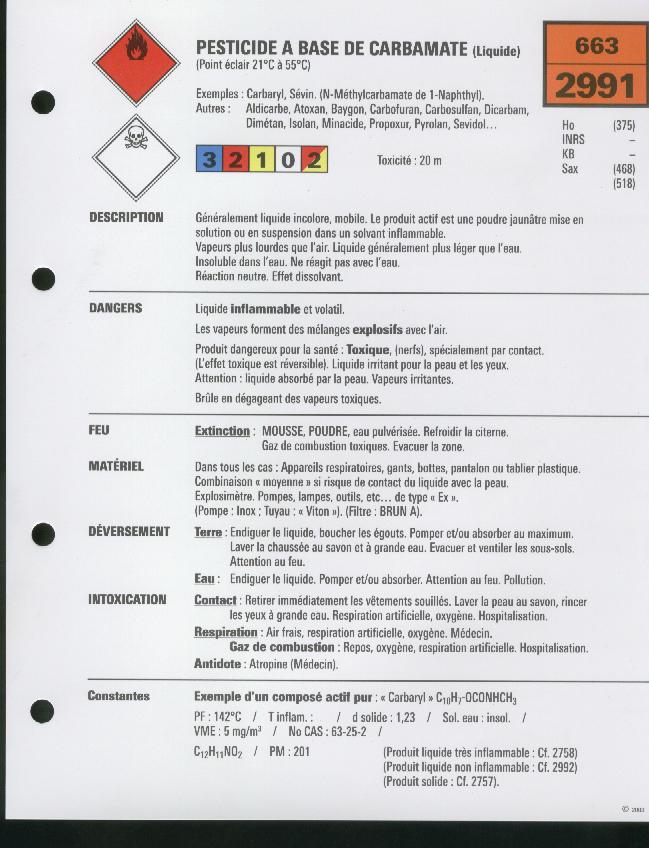 PESTICIDE A BASE DE CARBAMATE (Liquide)
(Point éclair 21°C à 55°C)
663
2991
Exemples : Carbaryl, Sévin. (N-Méthylcarbamate de 1-Naphthyl).
Autres : Aldicarbe, Atoxan, Baygon, Carbofuran, Carbosulfan, Dicarbam,
Dimétan, Isolan, Minacide, Propoxur, Pyrolan, Sevidol...
Ho (375)
INRS –
KB –
Sax (468)
(518)
3 2 1 0 2
Toxicité : 20 m
DESCRIPTION
Généralement liquide incolore, mobile. Le produit actif est une poudre jaunâtre mise en
solution ou en suspension dans un solvant inflammable.
Vapeurs plus lourdes que l'air. Liquide généralement plus léger que l'eau.
Insoluble dans l'eau. Ne réagit pas avec l'eau.
Réaction neutre. Effet dissolvant.
DANGERS
Liquide inflammable et volatil.
Les vapeurs forment des mélanges explosifs avec l'air.
Produit dangereux pour la santé : Toxique, (nerfs), spécialement par contact.
(L'effet toxique est réversible). Liquide irritant pour la peau et les yeux.
Attention : liquide absorbé par la peau. Vapeurs irritantes.
Brûle en dégageant des vapeurs toxiques.
FEU
Extinction : MOUSSE, POUDRE, eau pulvérisée. Refroidir la citerne.
Gaz de combustion toxiques. Evacuer la zone.
MATÉRIEL
Dans tous les cas : Appareils respiratoires, gants, bottes, pantalon ou tablier plastique.
Combinaison « moyenne » si risque de contact du liquide avec la peau.
Explosimètre. Pompes, lampes, outils, etc... de type « Ex ».
(Pompe : Inox ; Tuyau : « Viton »). (Filtre : BRUN A).
DÉVERSEMENT
Terre : Endiguer le liquide, boucher les égouts. Pomper et/ou absorber au maximum.
Laver la chaussée au savon et à grande eau. Evacuer et ventiler les sous-sols.
Attention au feu.
Eau : Endiguer le liquide. Pomper et/ou absorber. Attention au feu. Pollution.
INTOXICATION
Contact : Retirer immédiatement les vêtements souillés. Laver la peau au savon, rincer
les yeux à grande eau. Respiration artificielle, oxygène. Hospitalisation.
Respiration : Air frais, respiration artificielle, oxygène. Médecin.
Gaz de combustion : Repos, oxygène, respiration artificielle. Hospitalisation.
Antidote : Atropine (Médecin).
Constantes
Exemple d'un composé actif pur : « Carbaryl » C10H7-OCONHCH3
PF : 142°C / T inflam. : / d solide : 1,23 / Sol. eau : insol. /
VME : 5 mg/m³ / No CAS : 63-25-2 /
C12H11NO2 / PM : 201
(Produit liquide très inflammable : Cf. 2758)
(Produit liquide non inflammable : Cf. 2992)
(Produit solide : Cf. 2757).
© 2003